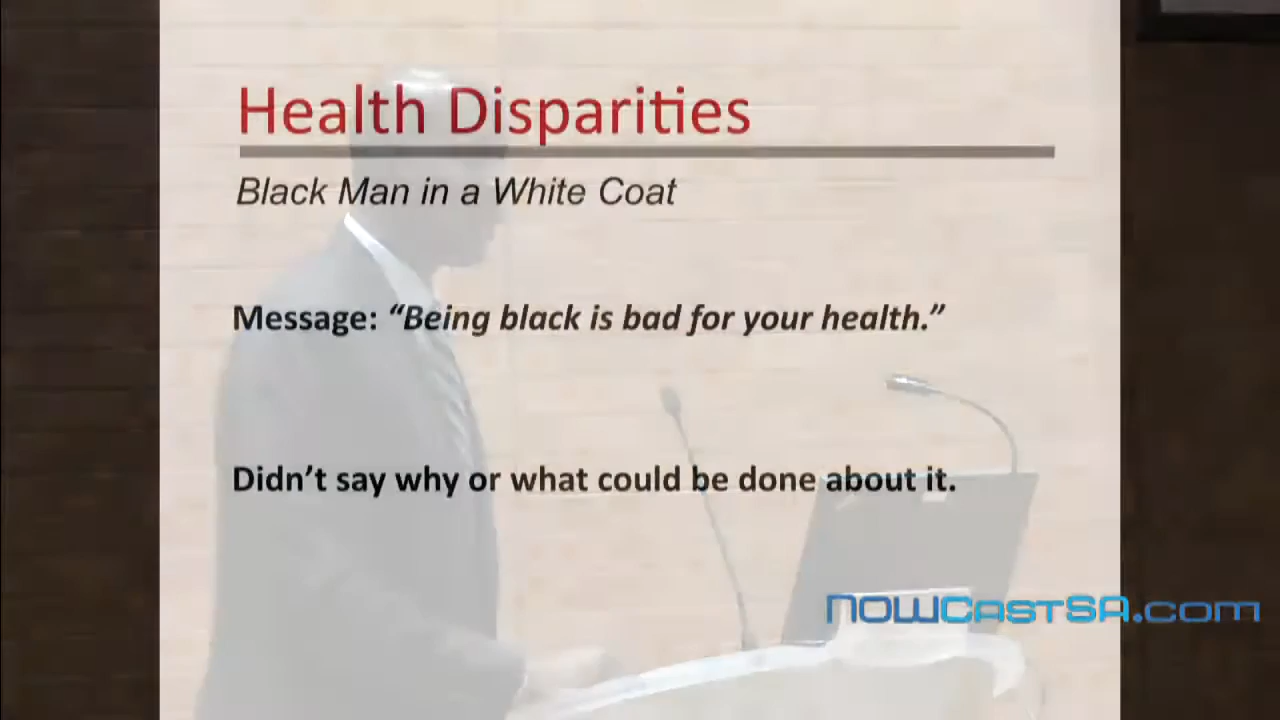 Health Disparities
Black Man in a White Coat
Message: “Being black is bad for your health.”
Didn’t say why or what could be done about it.
NOWCastSA.com